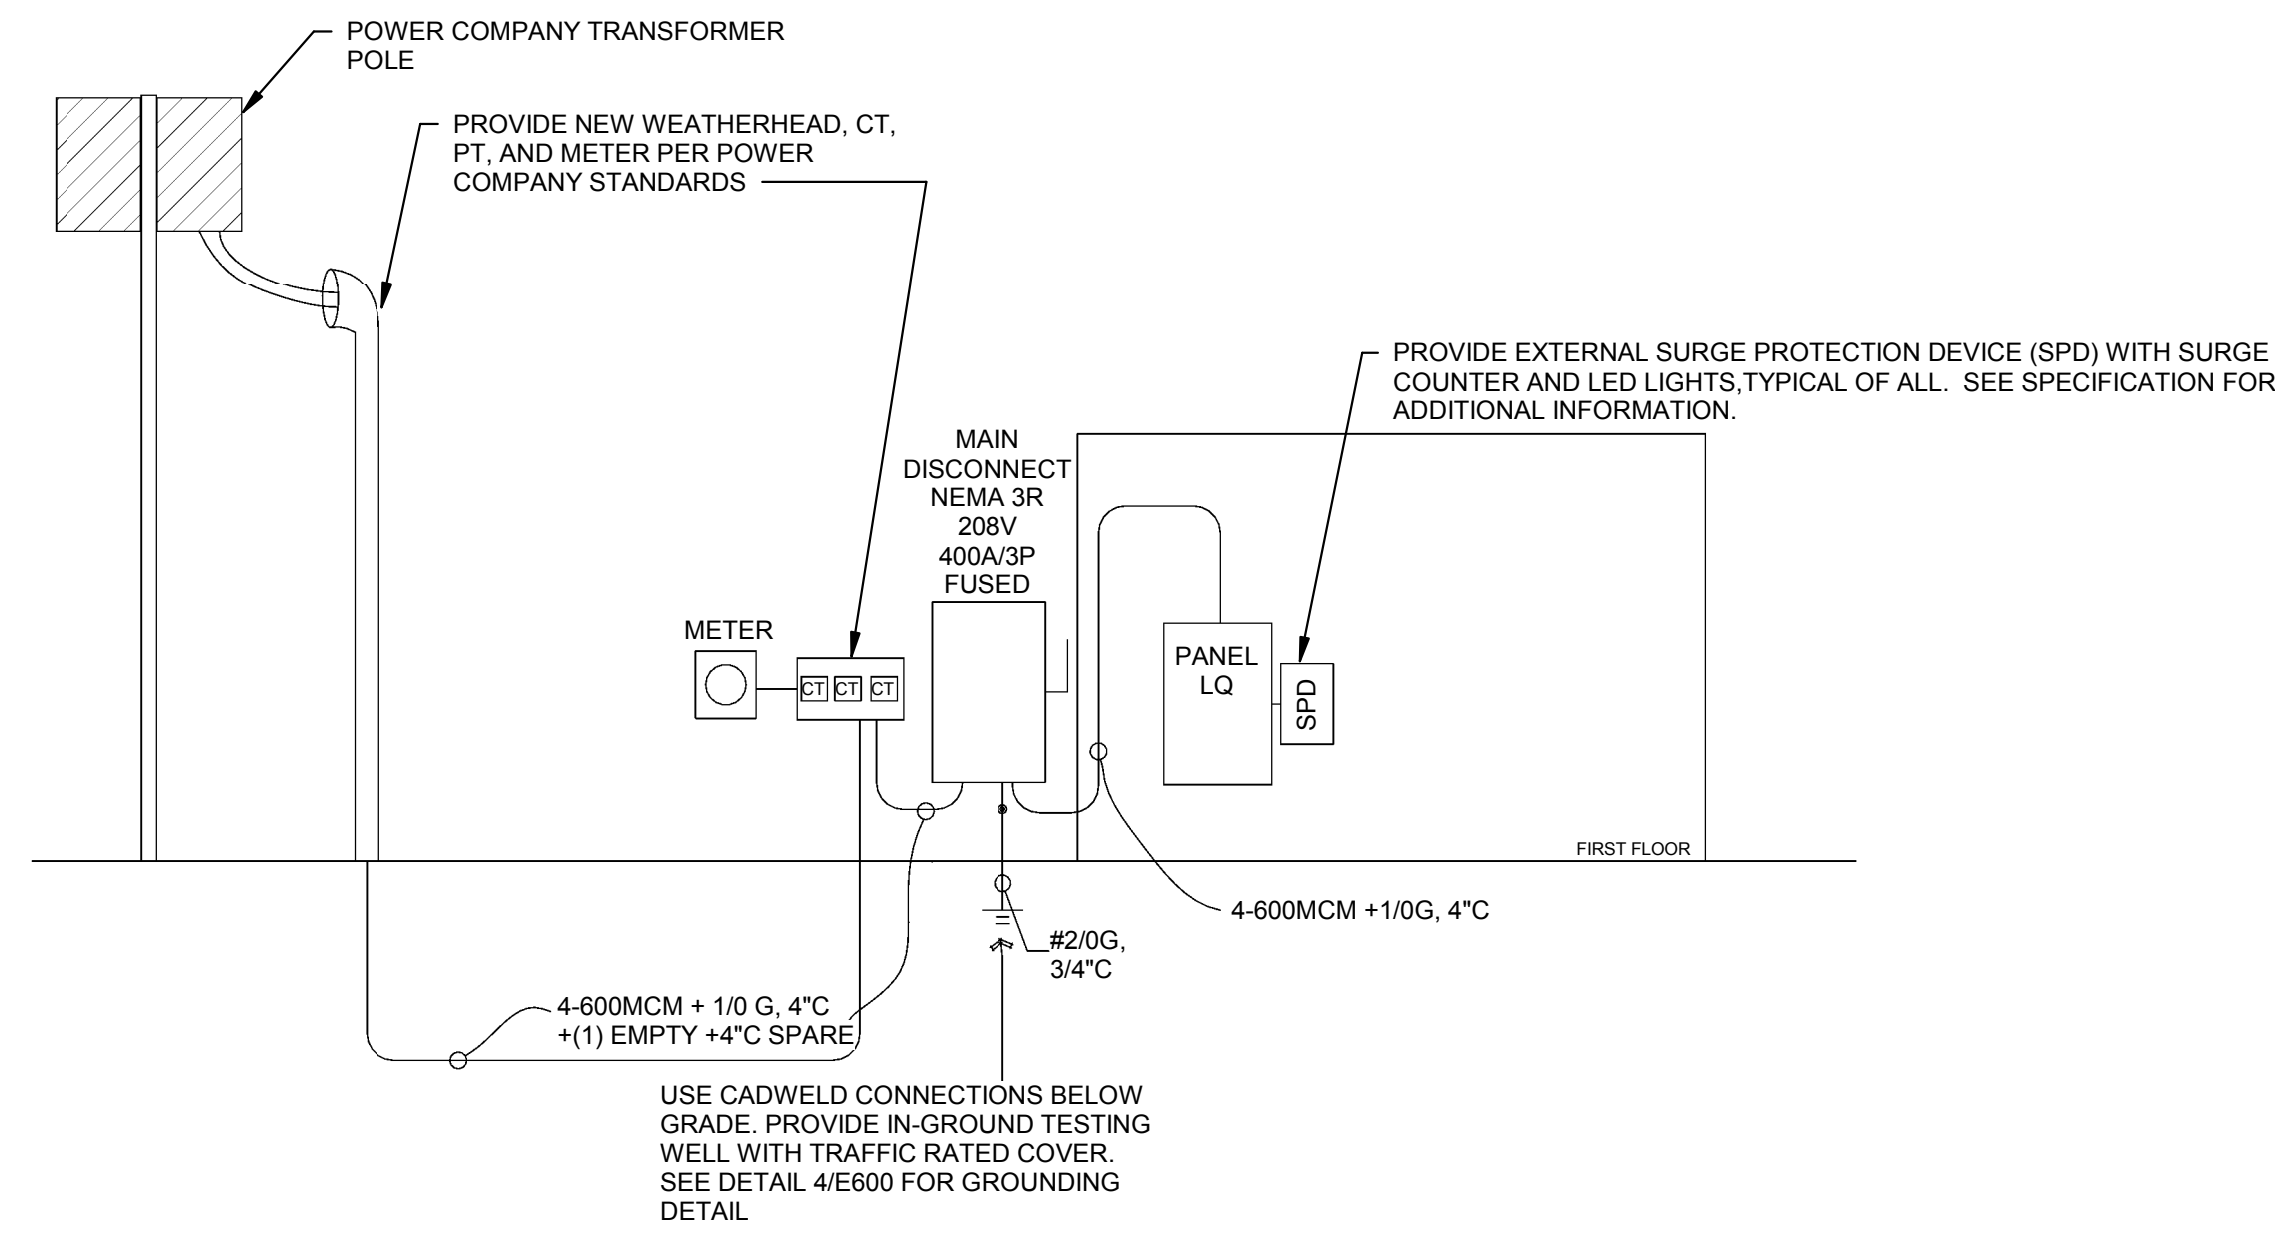 POWER COMPANY TRANSFORMER
POLE
PROVIDE NEW WEATHERHEAD, CT,
PT, AND METER PER POWER
COMPANY STANDARDS
PROVIDE EXTERNAL SURGE PROTECTION DEVICE (SPD) WITH SURGE
COUNTER AND LED LIGHTS,TYPICAL OF ALL. SEE SPECIFICATION FOR
ADDITIONAL INFORMATION.
MAIN
DISCONNECT
NEMA 3R
208V
400A/3P
FUSED
METER
CT CT CT
PANEL
LQ
SPD
FIRST FLOOR
4-600MCM +1/0G, 4"C
#2/0G,
3/4"C
4-600MCM + 1/0 G, 4"C
+(1) EMPTY +4"C SPARE
USE CADWELD CONNECTIONS BELOW
GRADE. PROVIDE IN-GROUND TESTING
WELL WITH TRAFFIC RATED COVER.
SEE DETAIL 4/E600 FOR GROUNDING
DETAIL